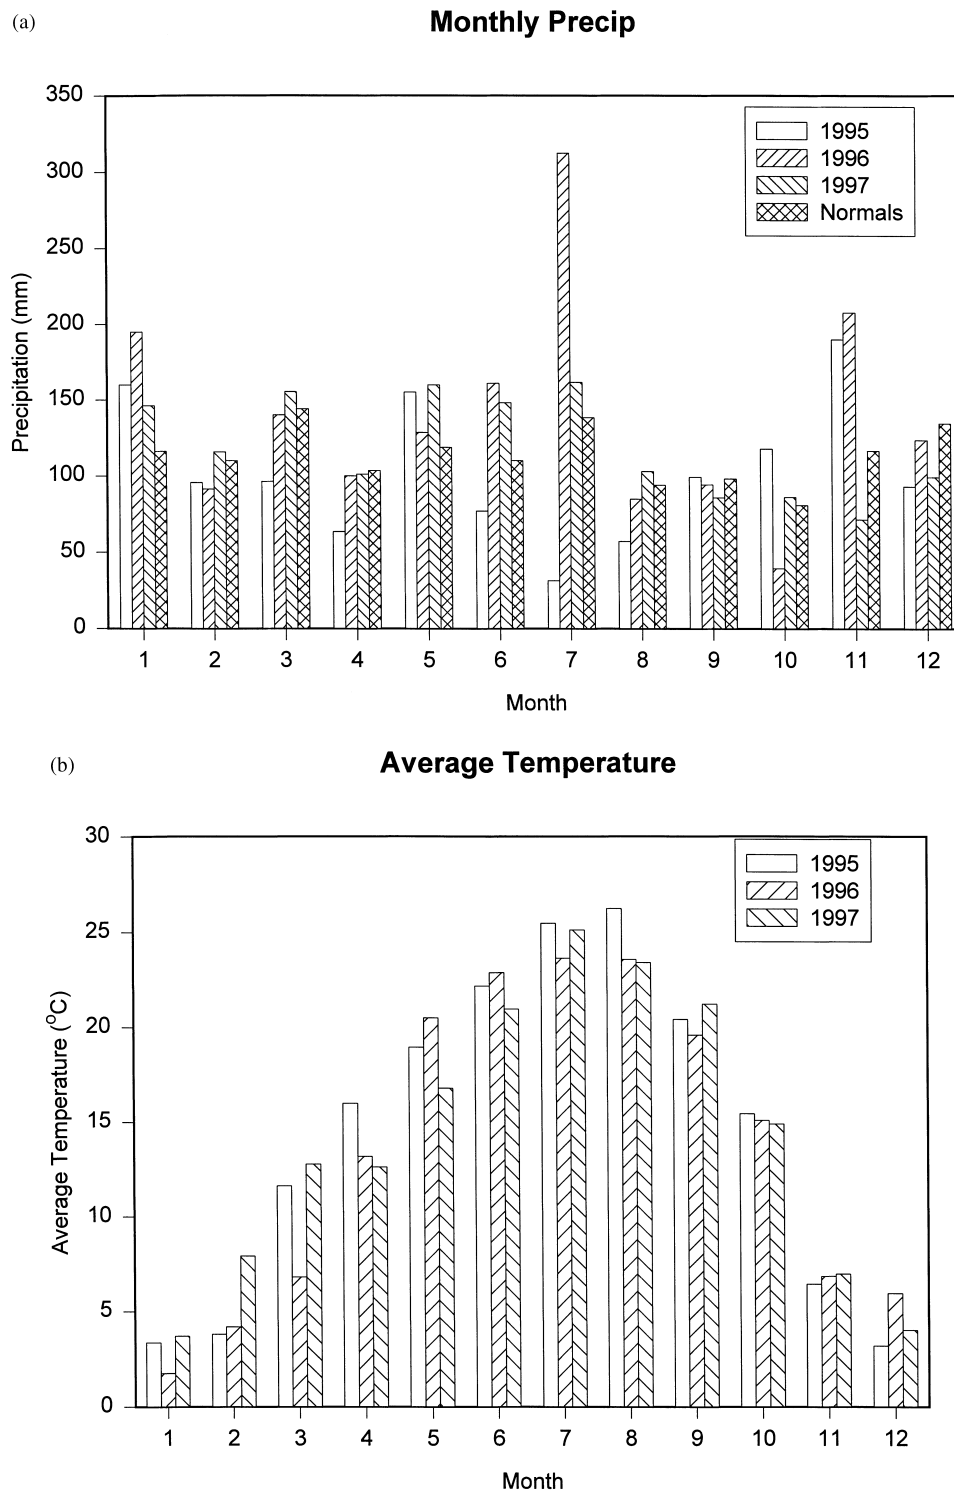 (a)
Monthly Precip
350
300
250
200
150
100
50
0
Precipitation (mm)
1995
1996
1997
Normals
1 2 3 4 5 6 7 8 9 10 11 12
Month
(b)
Average Temperature
30
25
20
15
10
5
0
Average Temperature (°C)
1995
1996
1997
1 2 3 4 5 6 7 8 9 10 11 12
Month